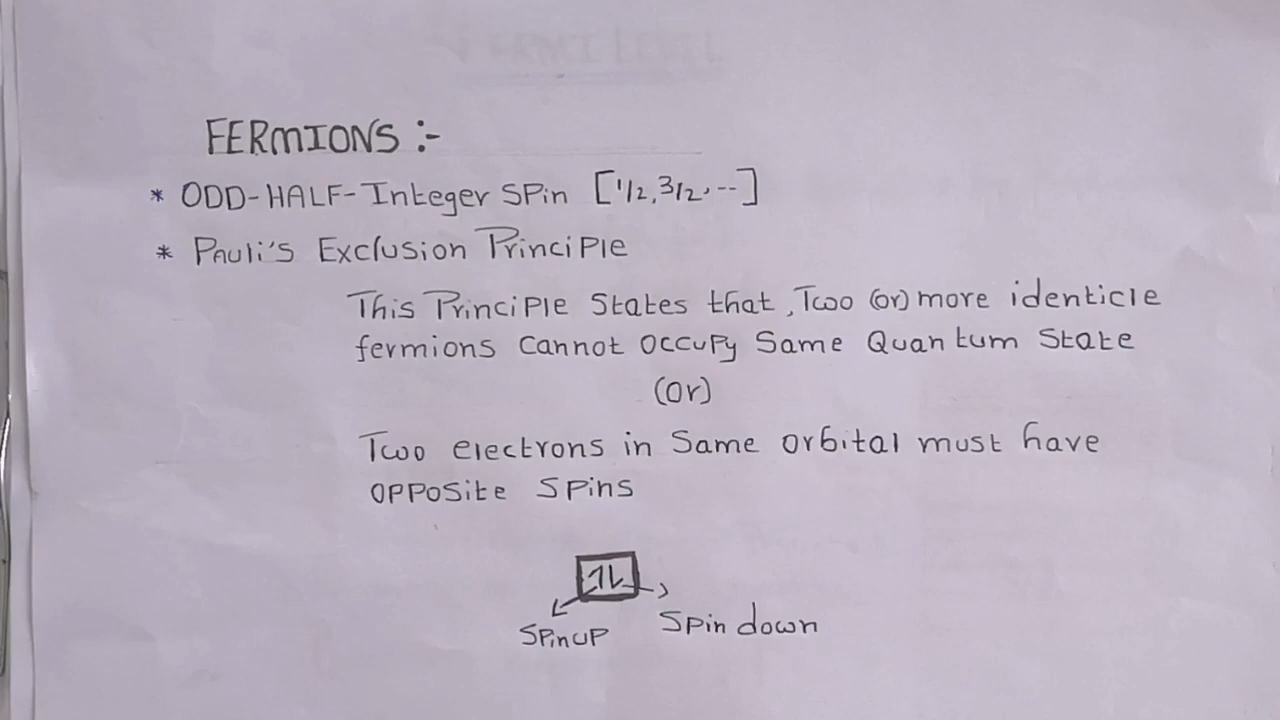 FERMIONS :-
* ODD-HALF-Integer SPin [1/2, 3/2, --]
* Pauli's Exclusion Principle
This Principle States that, Two (or) more identicle
fermions cannot occupy Same Quantum State
(Or)
Two electrons in Same orbital must have
opposite spins
1L
Spin up Spin down